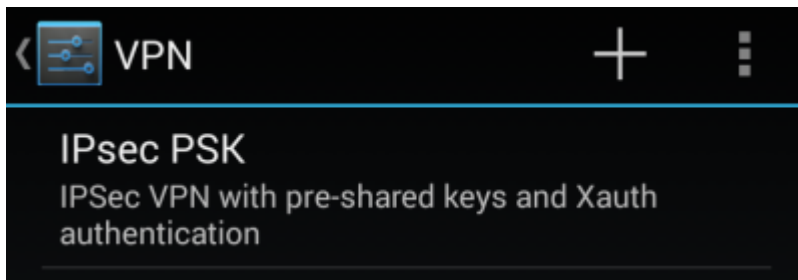 VPN
IPsec PSK
IPSec VPN with pre-shared keys and Xauth
authentication